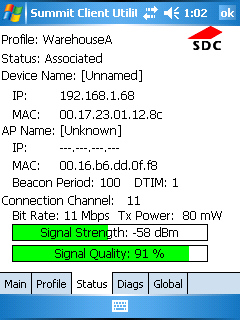 Summit Client Utilit 1:02 ok
Profile: WarehouseA
SDC
Status: Associated
Device Name: [Unnamed]
IP: 192.168.1.68
MAC: 00.17.23.01.12.8c
AP Name: [Unknown]
IP: ---.---.---.---
MAC: 00.16.b6.dd.0f.f8
Beacon Period: 100 DTIM: 1
Connection Channel: 11
Bit Rate: 11 Mbps Tx Power: 80 mW
Signal Strength: -58 dBm
Signal Quality: 91 %
Main Profile Status Diags Global